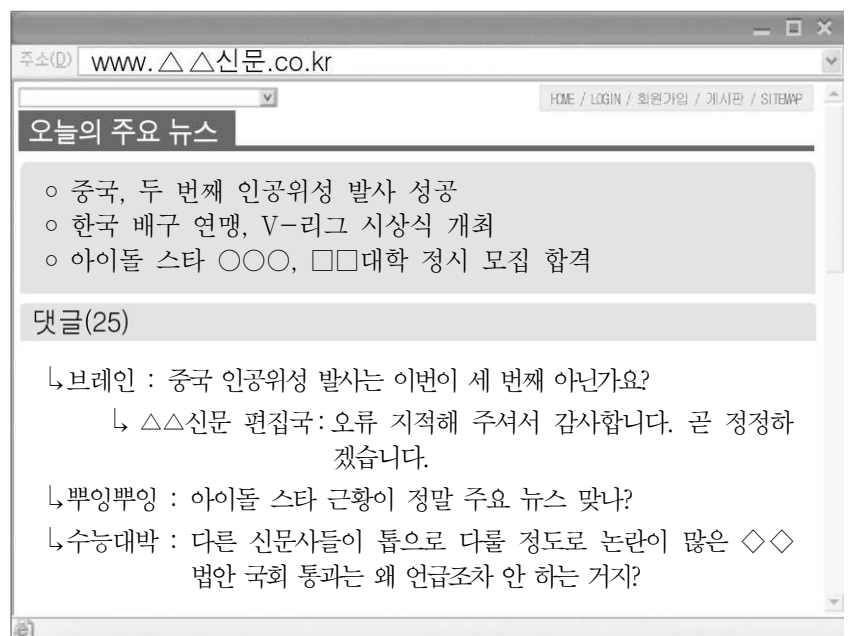 주소(D) www.△△신문.co.kr
HOME / LOGIN / 회원가입 / 게시판 / SITEMAP
오늘의 주요 뉴스
○ 중국, 두 번째 인공위성 발사 성공
○ 한국 배구 연맹, V-리그 시상식 개최
○ 아이돌 스타 ○○○, □□대학 정시 모집 합격
댓글(25)
↳브레인 : 중국 인공위성 발사는 이번이 세 번째 아닌가요?
↳ △△신문 편집국 : 오류 지적해 주셔서 감사합니다. 곧 정정하
겠습니다.
↳뿌잉뿌잉 : 아이돌 스타 근황이 정말 주요 뉴스 맞나?
↳수능대박 : 다른 신문사들이 톱으로 다룰 정도로 논란이 많은 ◇◇
법안 국회 통과는 왜 언급조차 안 하는 거지?